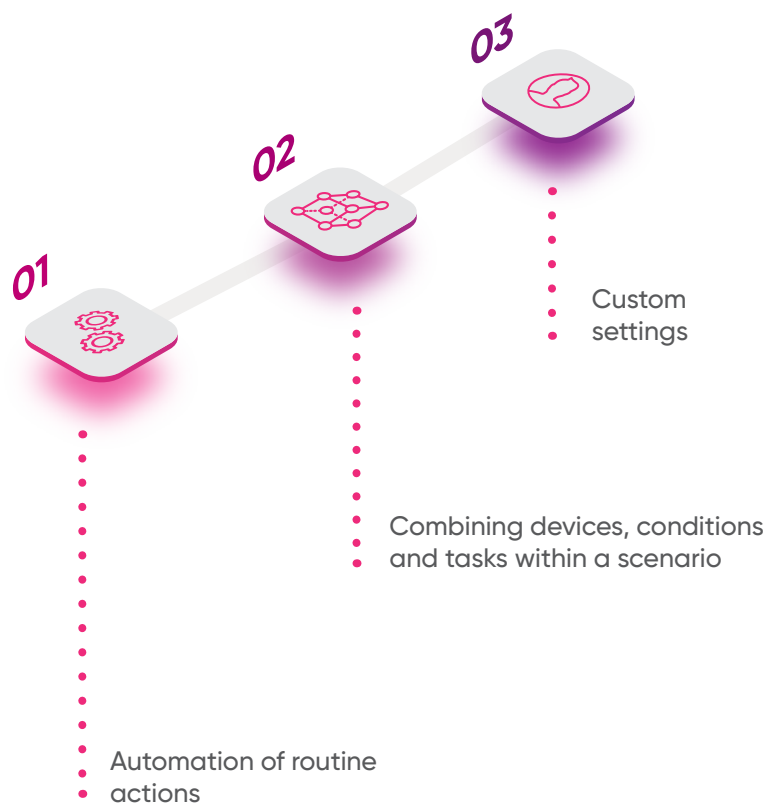 01
Automation of routine
actions
02
Combining devices, conditions
and tasks within a scenario
03
Custom
settings